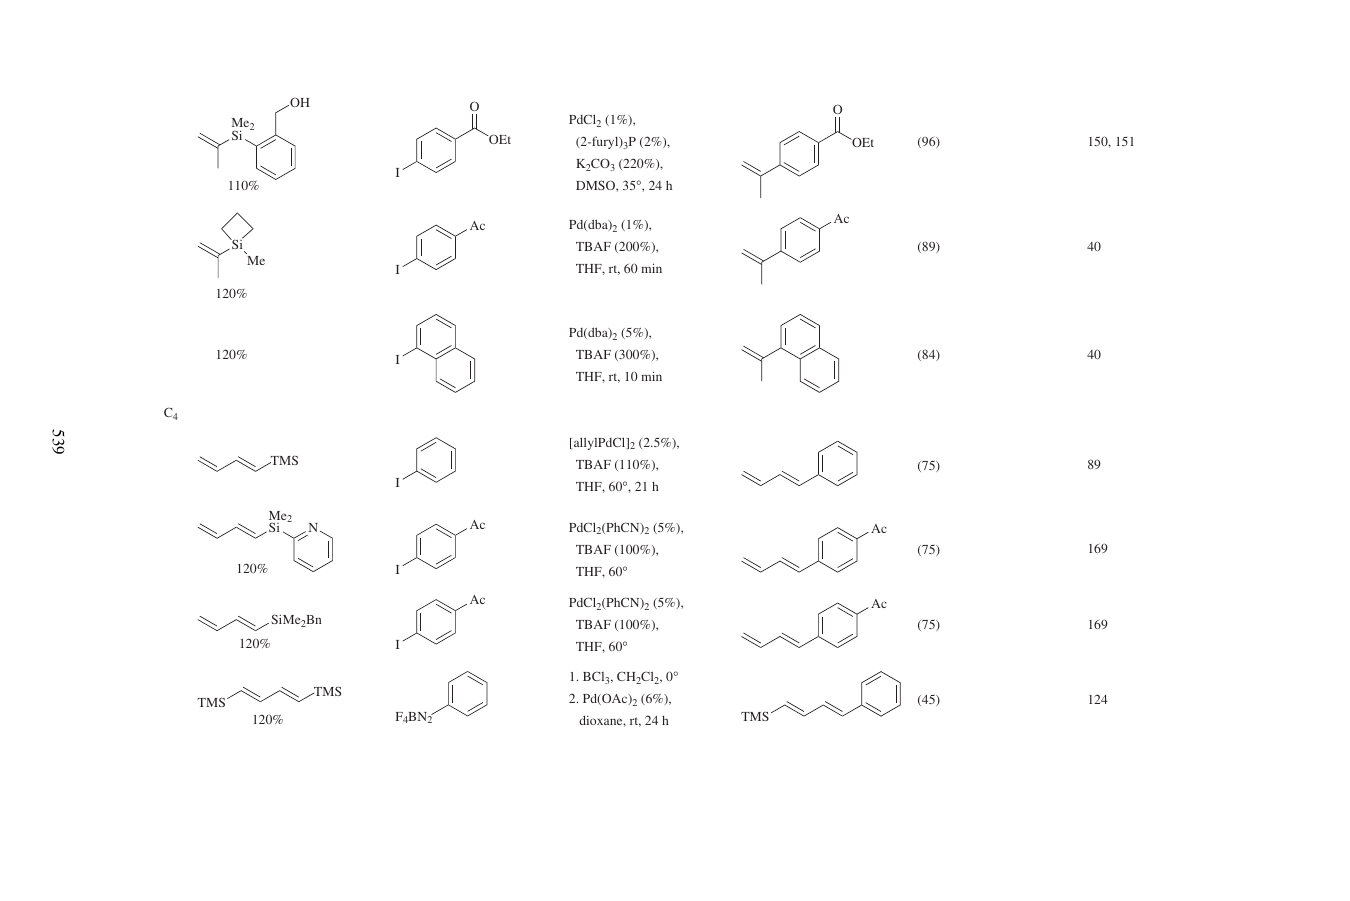 OH
Me2
Si
110%
O
OEt
I
PdCl2 (1%),
(2-furyl)3P (2%),
K2CO3 (220%),
DMSO, 35°, 24 h
O
OEt
(96)
150, 151
Si
Me
120%
Ac
I
Pd(dba)2 (1%),
TBAF (200%),
THF, rt, 60 min
Ac
(89)
40
120%
I
Pd(dba)2 (5%),
TBAF (300%),
THF, rt, 10 min
(84)
40
C4
539
TMS
I
[allylPdCl]2 (2.5%),
TBAF (110%),
THF, 60°, 21 h
(75)
89
Me2
Si
N
120%
Ac
I
PdCl2(PhCN)2 (5%),
TBAF (100%),
THF, 60°
Ac
(75)
169
SiMe2Bn
120%
Ac
I
PdCl2(PhCN)2 (5%),
TBAF (100%),
THF, 60°
Ac
(75)
169
TMS
TMS
120%
F4BN2
1. BCl3, CH2Cl2, 0°
2. Pd(OAc)2 (6%),
dioxane, rt, 24 h
TMS
(45)
124